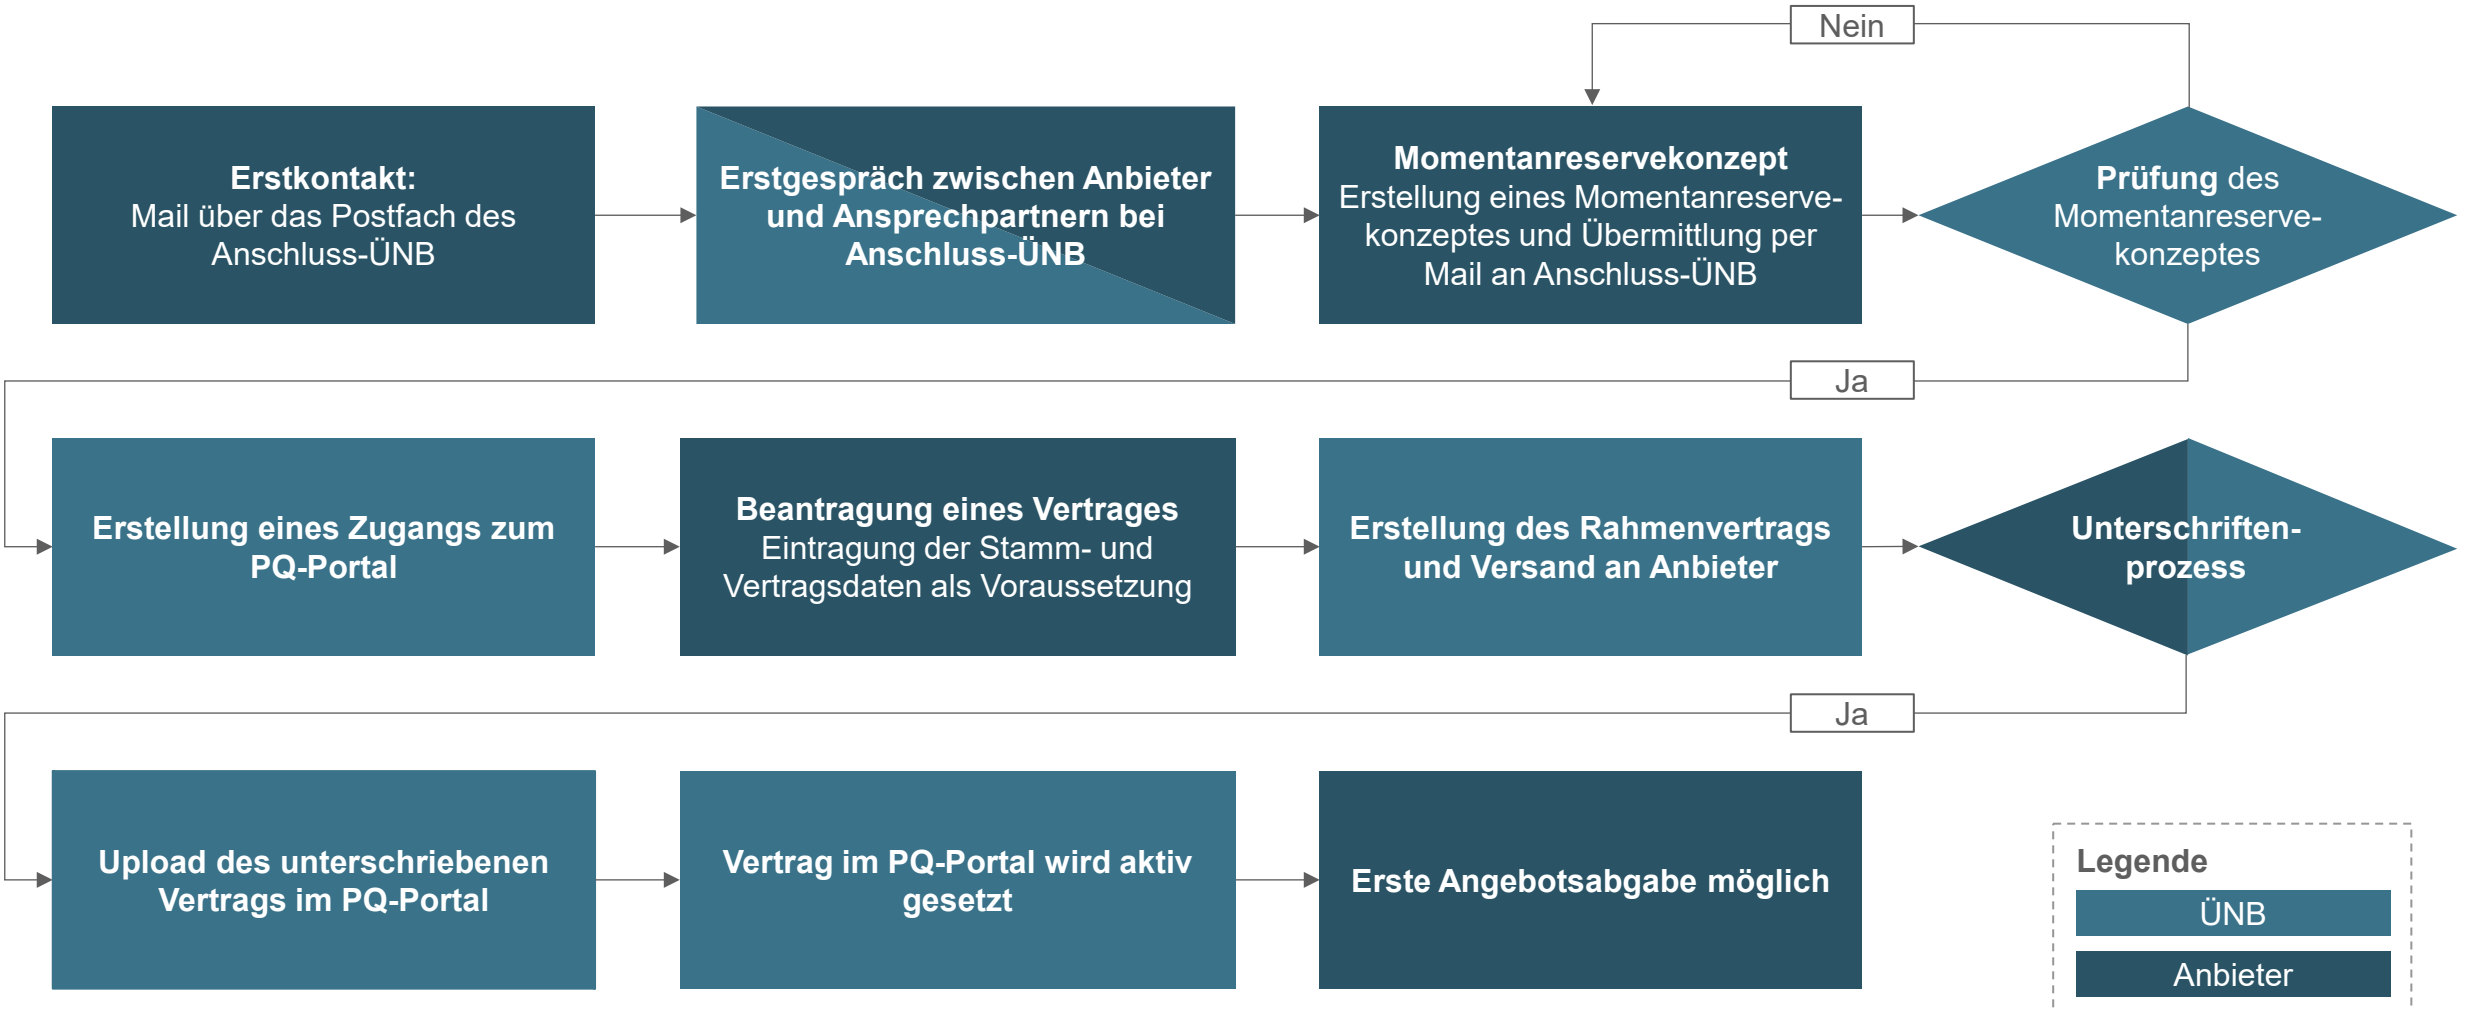 Nein
Erstkontakt:
Mail über das Postfach des
Anschluss-ÜNB
Erstgespräch zwischen Anbieter
und Ansprechpartnern bei
Anschluss-ÜNB
Momentanreservekonzept
Erstellung eines Momentanreserve-
konzeptes und Übermittlung per
Mail an Anschluss-ÜNB
Prüfung des
Momentanreserve-
konzeptes
Ja
Erstellung eines Zugangs zum
PQ-Portal
Beantragung eines Vertrages
Eintragung der Stamm- und
Vertragsdaten als Voraussetzung
Erstellung des Rahmenvertrags
und Versand an Anbieter
Unterschriften-
prozess
Ja
Upload des unterschriebenen
Vertrags im PQ-Portal
Vertrag im PQ-Portal wird aktiv
gesetzt
Erste Angebotsabgabe möglich
Legende
ÜNB
Anbieter